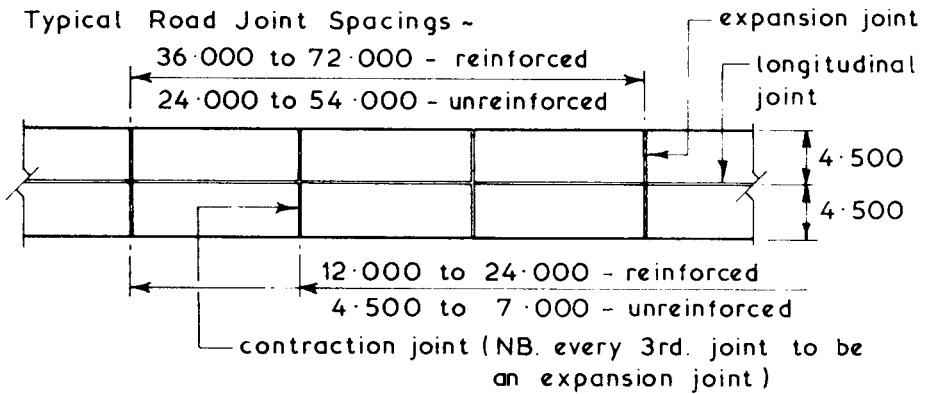 Typical Road Joint Spacings ~
expansion joint
36·000 to 72·000 - reinforced
longitudinal
joint
24·000 to 54·000 - unreinforced
4·500
4·500
12·000 to 24·000 - reinforced
4·500 to 7·000 - unreinforced
contraction joint (NB. every 3rd. joint to be
an expansion joint)